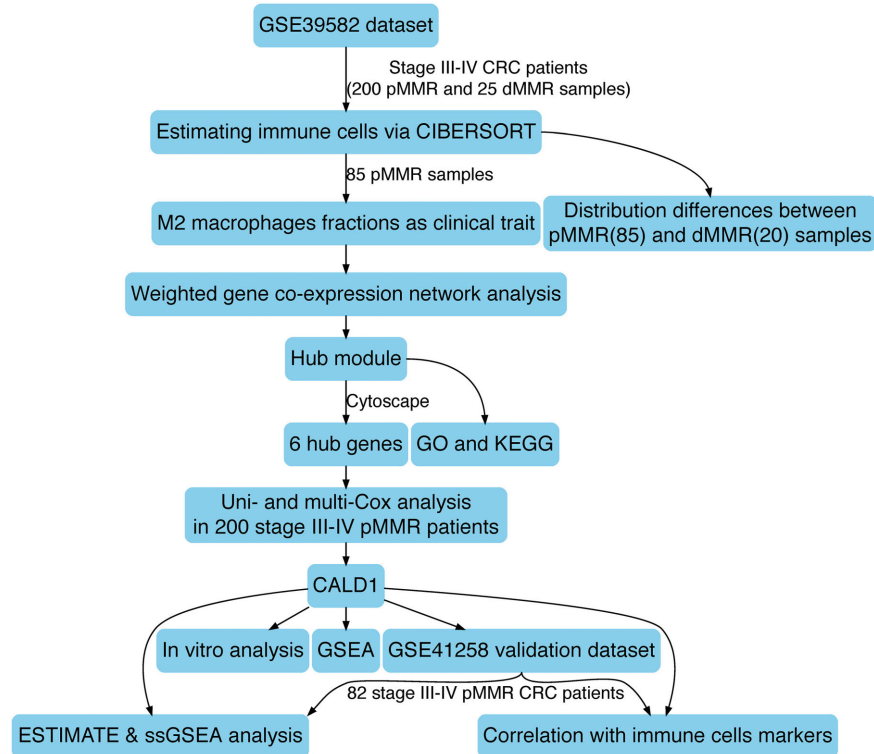 GSE39582 dataset
Stage III-IV CRC patients
(200 pMMR and 25 dMMR samples)
Estimating immune cells via CIBERSORT
85 pMMR samples
M2 macrophages fractions as clinical trait
Distribution differences between
pMMR(85) and dMMR(20) samples
Weighted gene co-expression network analysis
Hub module
Cytoscape
6 hub genes
GO and KEGG
Uni- and multi-Cox analysis
in 200 stage III-IV pMMR patients
CALD1
In vitro analysis
GSEA
GSE41258 validation dataset
82 stage III-IV pMMR CRC patients
ESTIMATE & ssGSEA analysis
Correlation with immune cells markers